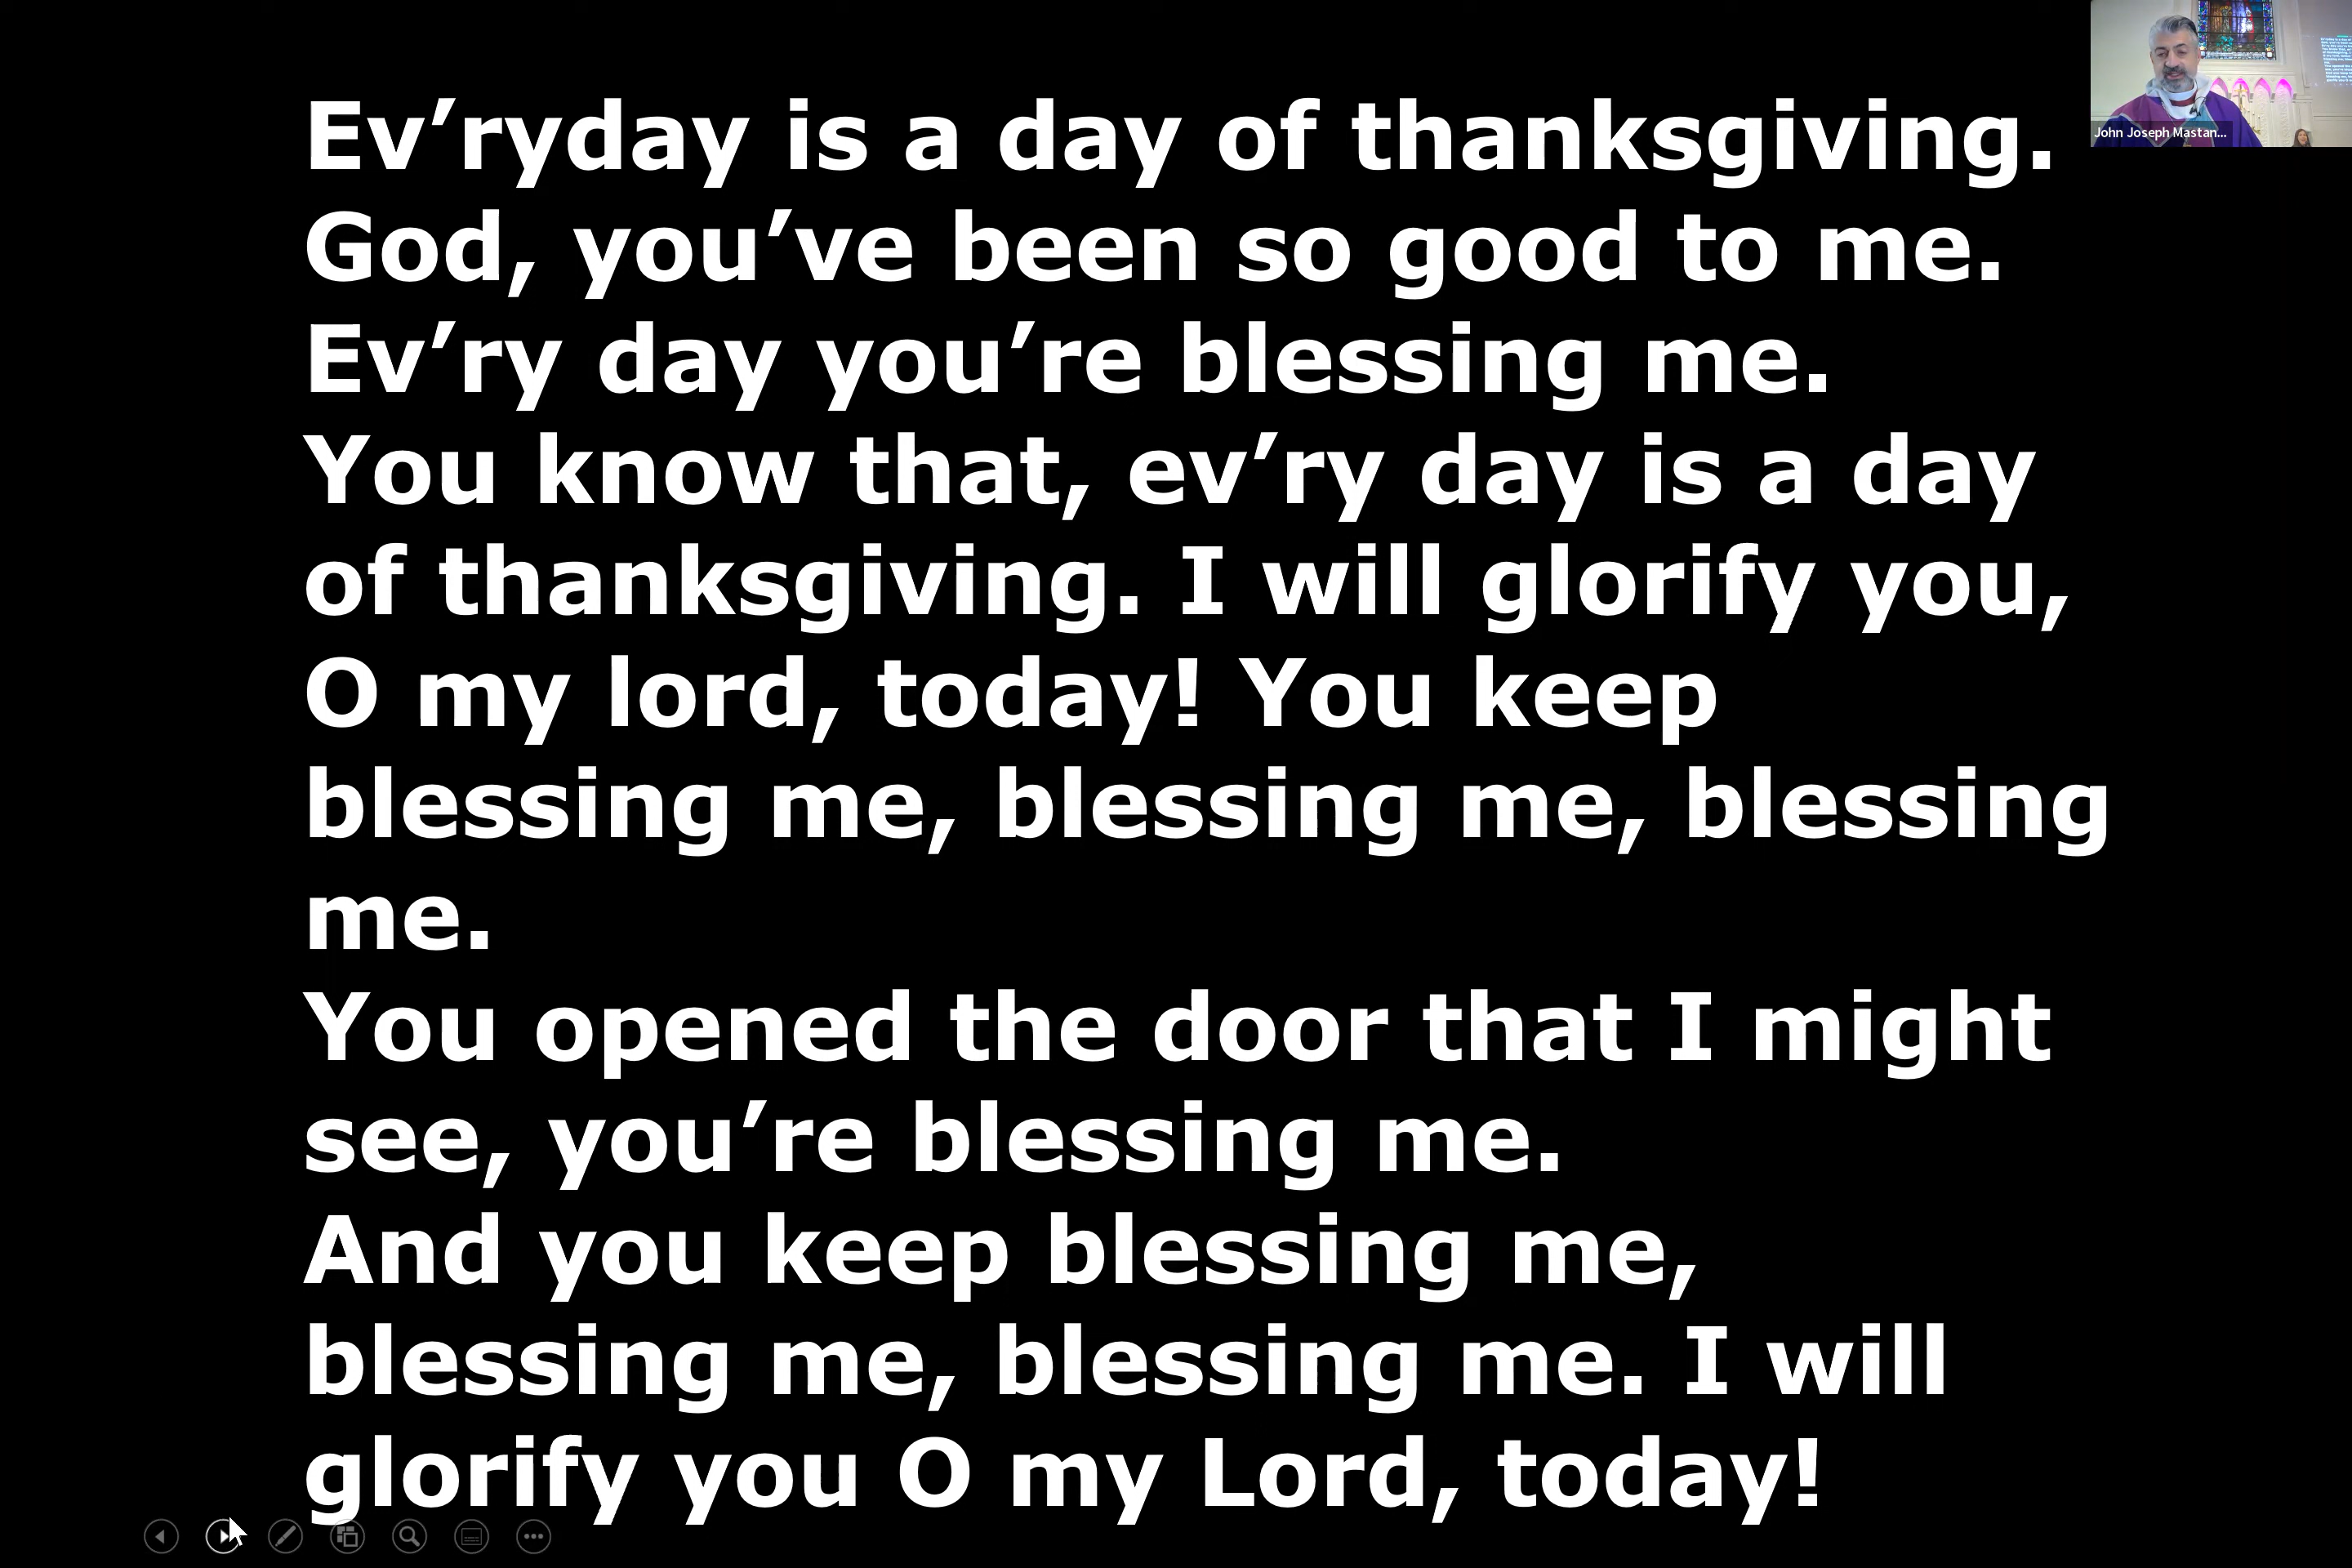 Ev’ryday is a day of thanksgiving.
God, you’ve been so good to me.
Ev’ry day you’re blessing me.
You know that, ev’ry day is a day
of thanksgiving. I will glorify you,
O my lord, today! You keep
blessing me, blessing me, blessing
me.
You opened the door that I might
see, you’re blessing me.
And you keep blessing me,
blessing me, blessing me. I will
glorify you O my Lord, today!
John Joseph Mastan...